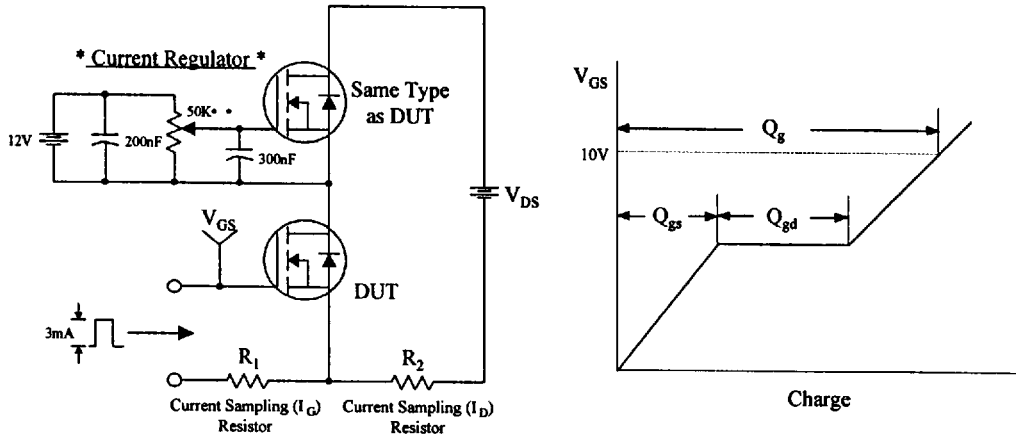 * Current Regulator *
Same Type
as DUT
50K
12V
200nF
300nF
V_DS
V_GS
DUT
3mA
R_1
R_2
Current Sampling (I_G)
Resistor
Current Sampling (I_D)
Resistor
V_GS
Q_g
10V
Q_gs
Q_gd
Charge